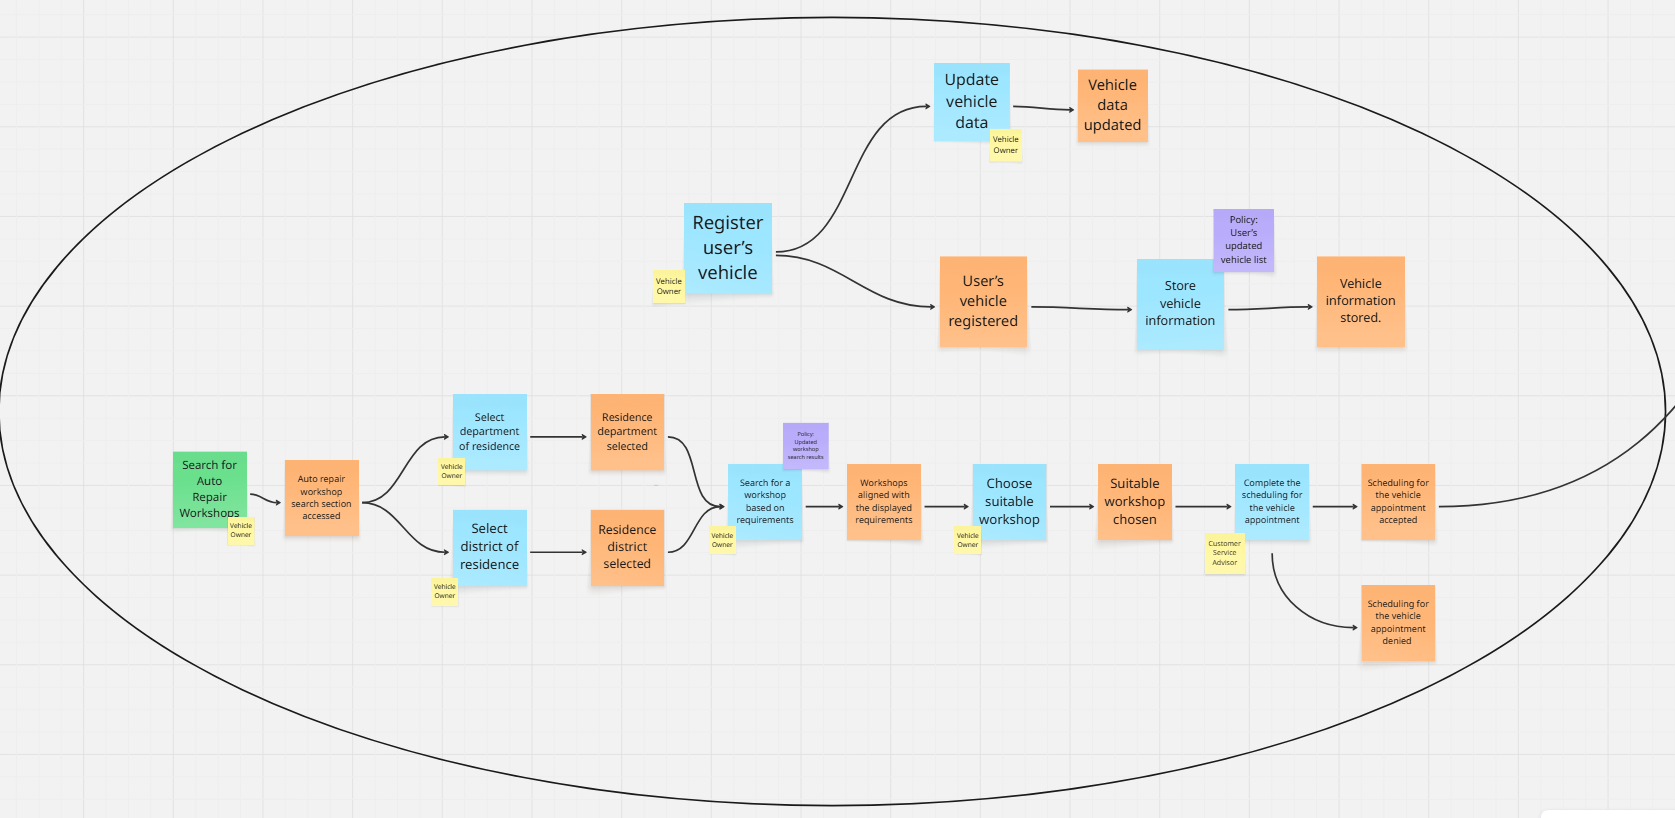 Update
vehicle
data
Vehicle
Owner
Vehicle
data
updated
Register
user's
vehicle
Vehicle
Owner
User's
vehicle
registered
Policy:
User's
updated
vehicle list
Store
vehicle
information
Vehicle
information
stored.
Search for
Auto
Repair
Workshops
Vehicle
Owner
Auto repair
workshop
search section
accessed
Select
department
of residence
Vehicle
Owner
Residence
department
selected
Select
district of
residence
Vehicle
Owner
Residence
district
selected
Policy:
Updated
workshop
search results
Search for a
workshop
based on
requirements
Vehicle
Owner
Workshops
aligned with
the displayed
requirements
Choose
suitable
workshop
Vehicle
Owner
Suitable
workshop
chosen
Complete the
scheduling for
the vehicle
appointment
Customer
Service
Advisor
Scheduling for
the vehicle
appointment
accepted
Scheduling for
the vehicle
appointment
denied